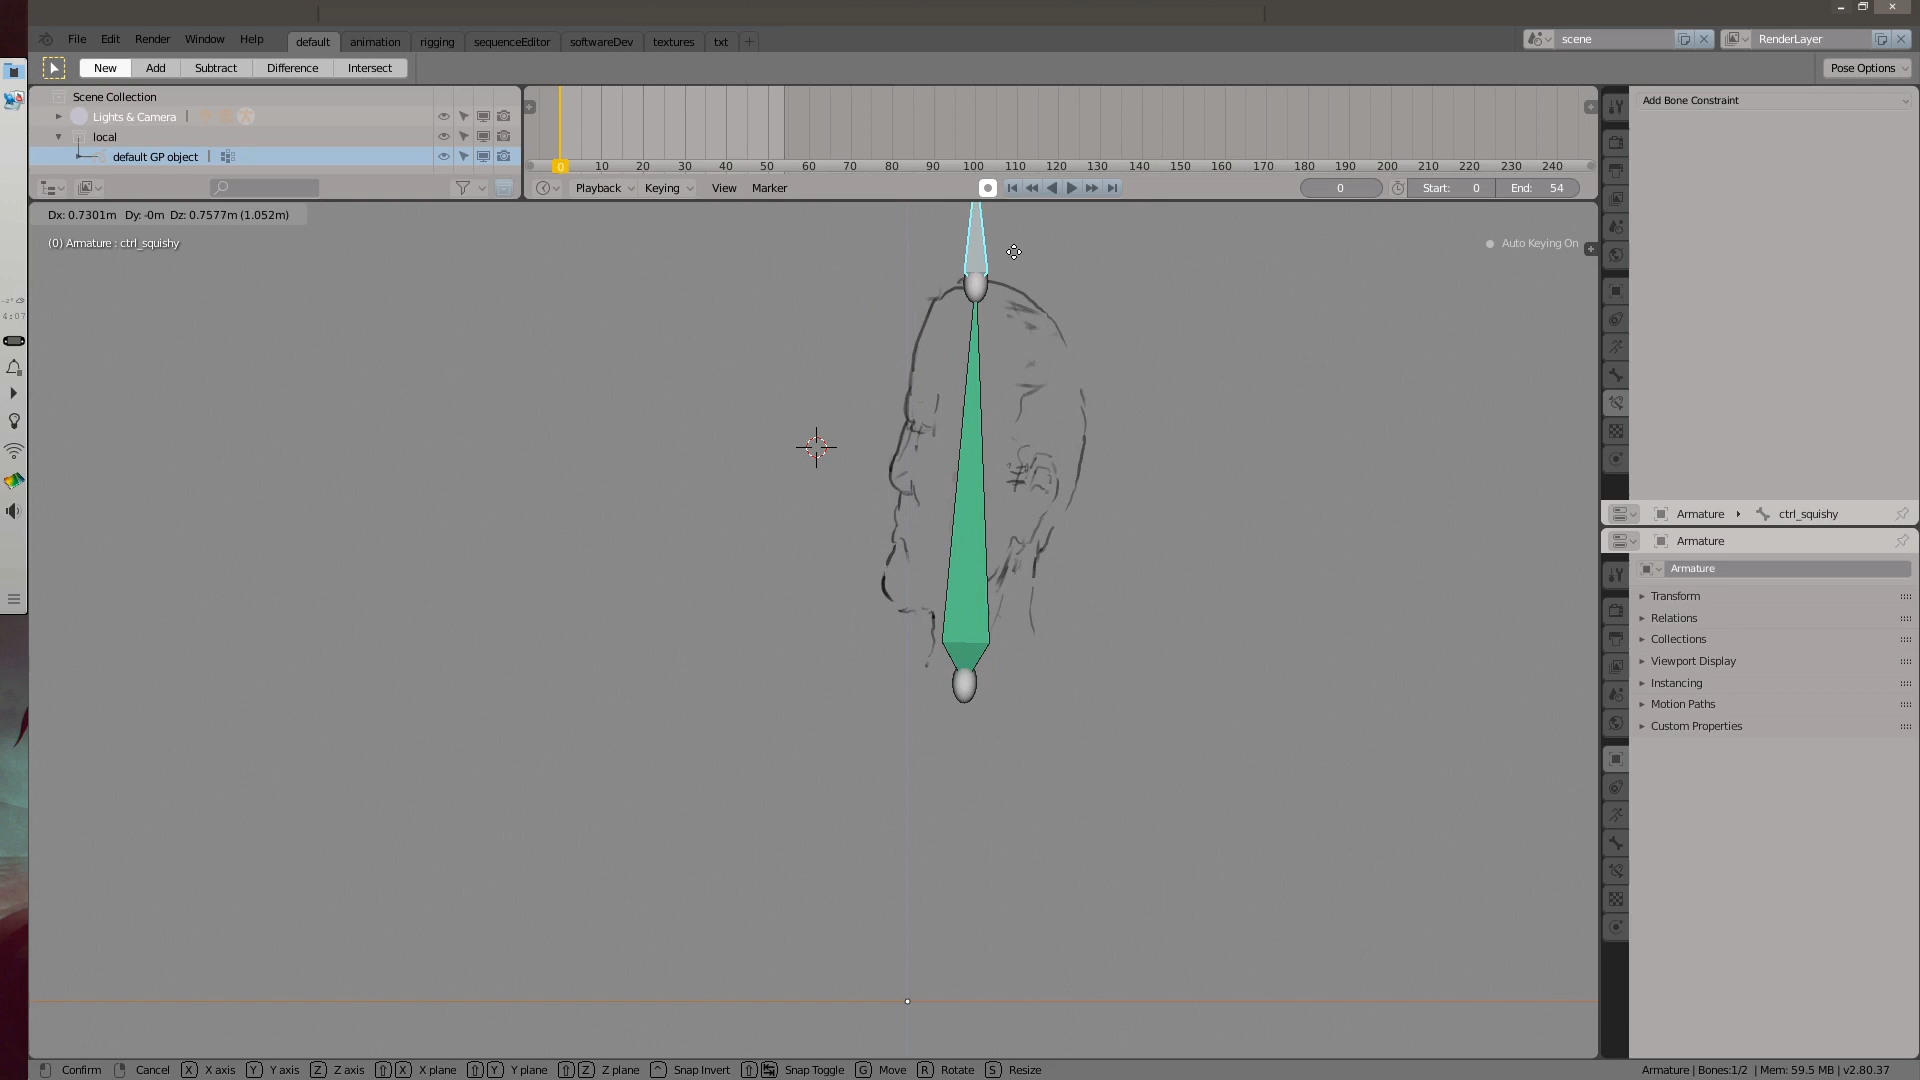 File Edit Render Window Help default animation rigging sequenceEditor softwareDev textures txt scene RenderLayer
New Add Subtract Difference Intersect Pose Options
Scene Collection
Lights & Camera
local
default GP object
0 10 20 30 40 50 60 70 80 90 100 110 120 130 140 150 160 170 180 190 200 210 220 230 240
Playback Keying View Marker 0 Start: 0 End: 54
Add Bone Constraint
Dx: 0.7301m Dy: -0m Dz: 0.7577m (1.052m)
(0) Armature : ctrl_squishy
Auto Keying On
4:07
Armature ctrl_squishy
Armature
Armature
Transform
Relations
Collections
Viewport Display
Instancing
Motion Paths
Custom Properties
Confirm Cancel X X axis Y Y axis Z Z axis X X plane Y Y plane Z Z plane Snap Invert Snap Toggle G Move R Rotate S Resize Armature | Bones:1/2 | Mem: 59.5 MB | v2.80.37